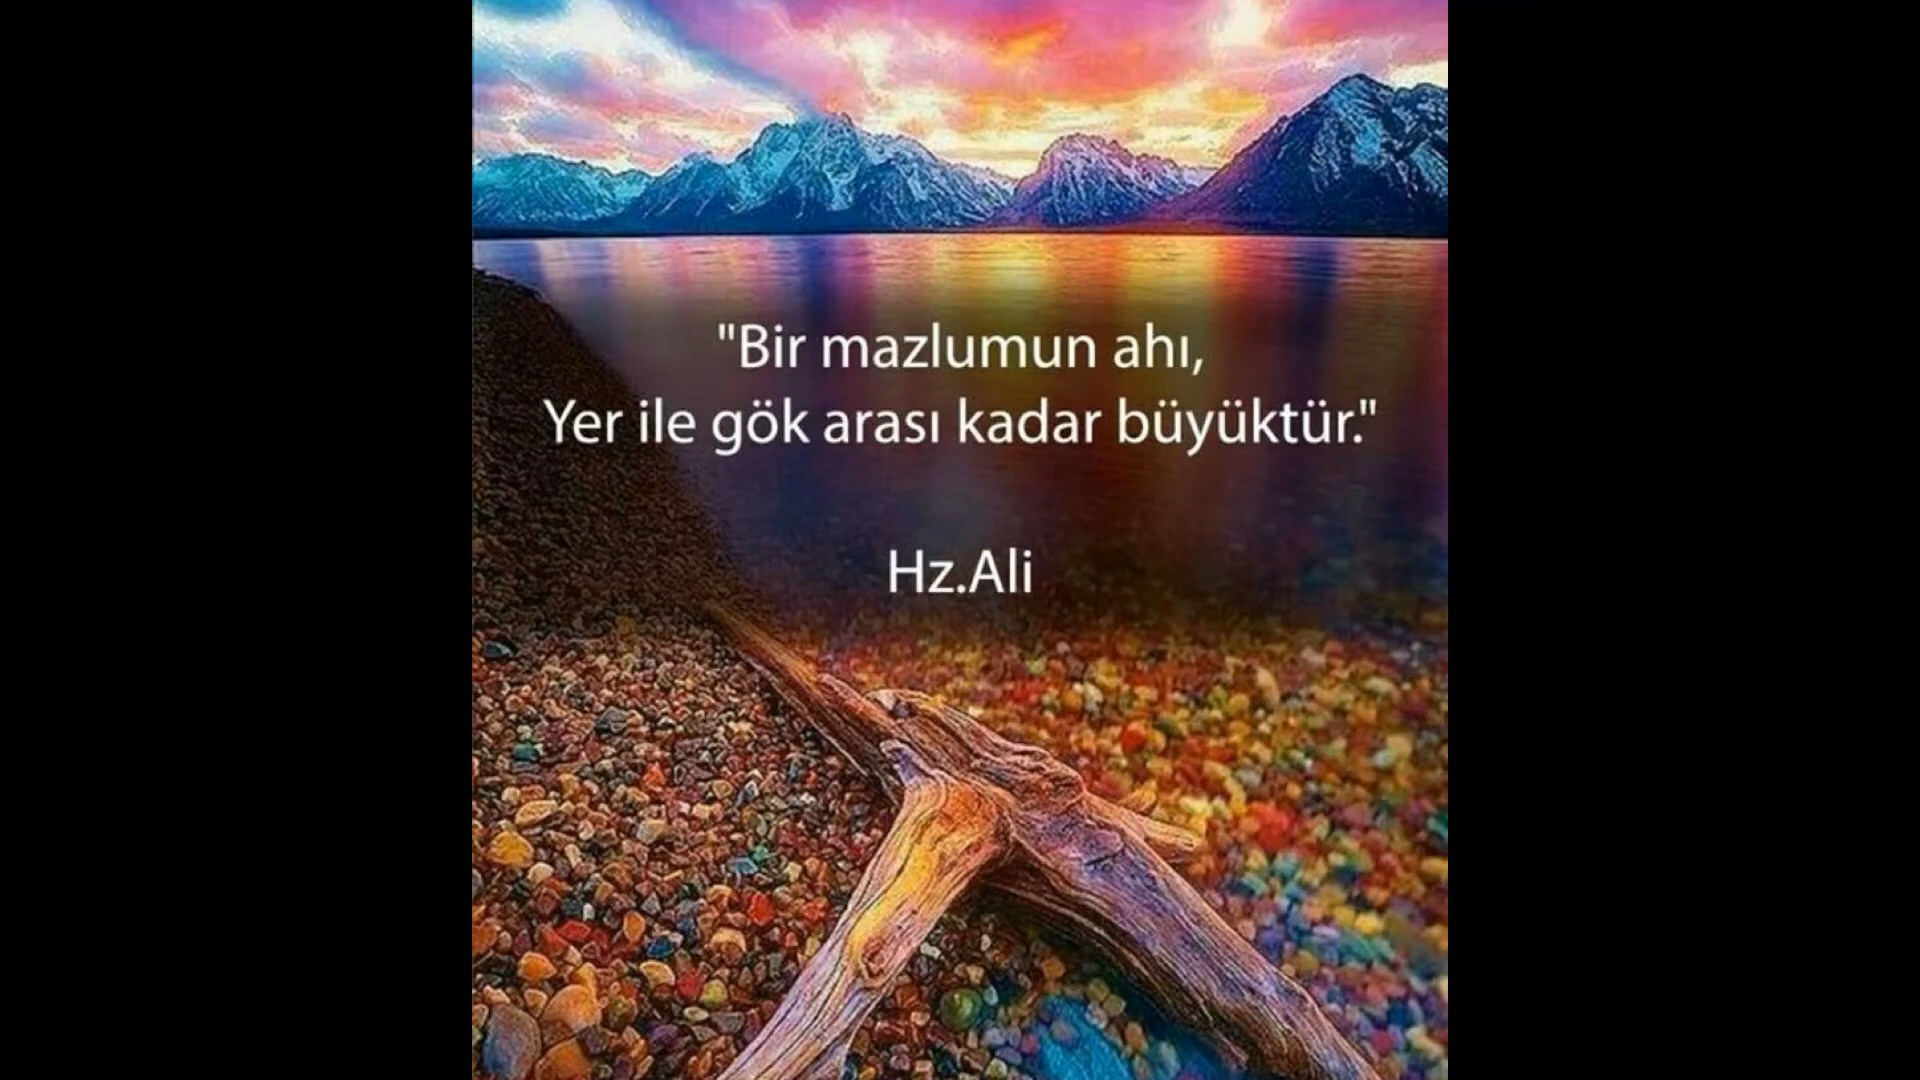 "Bir mazlumun ahı,
Yer ile gök arası kadar büyüktür."
Hz.Ali